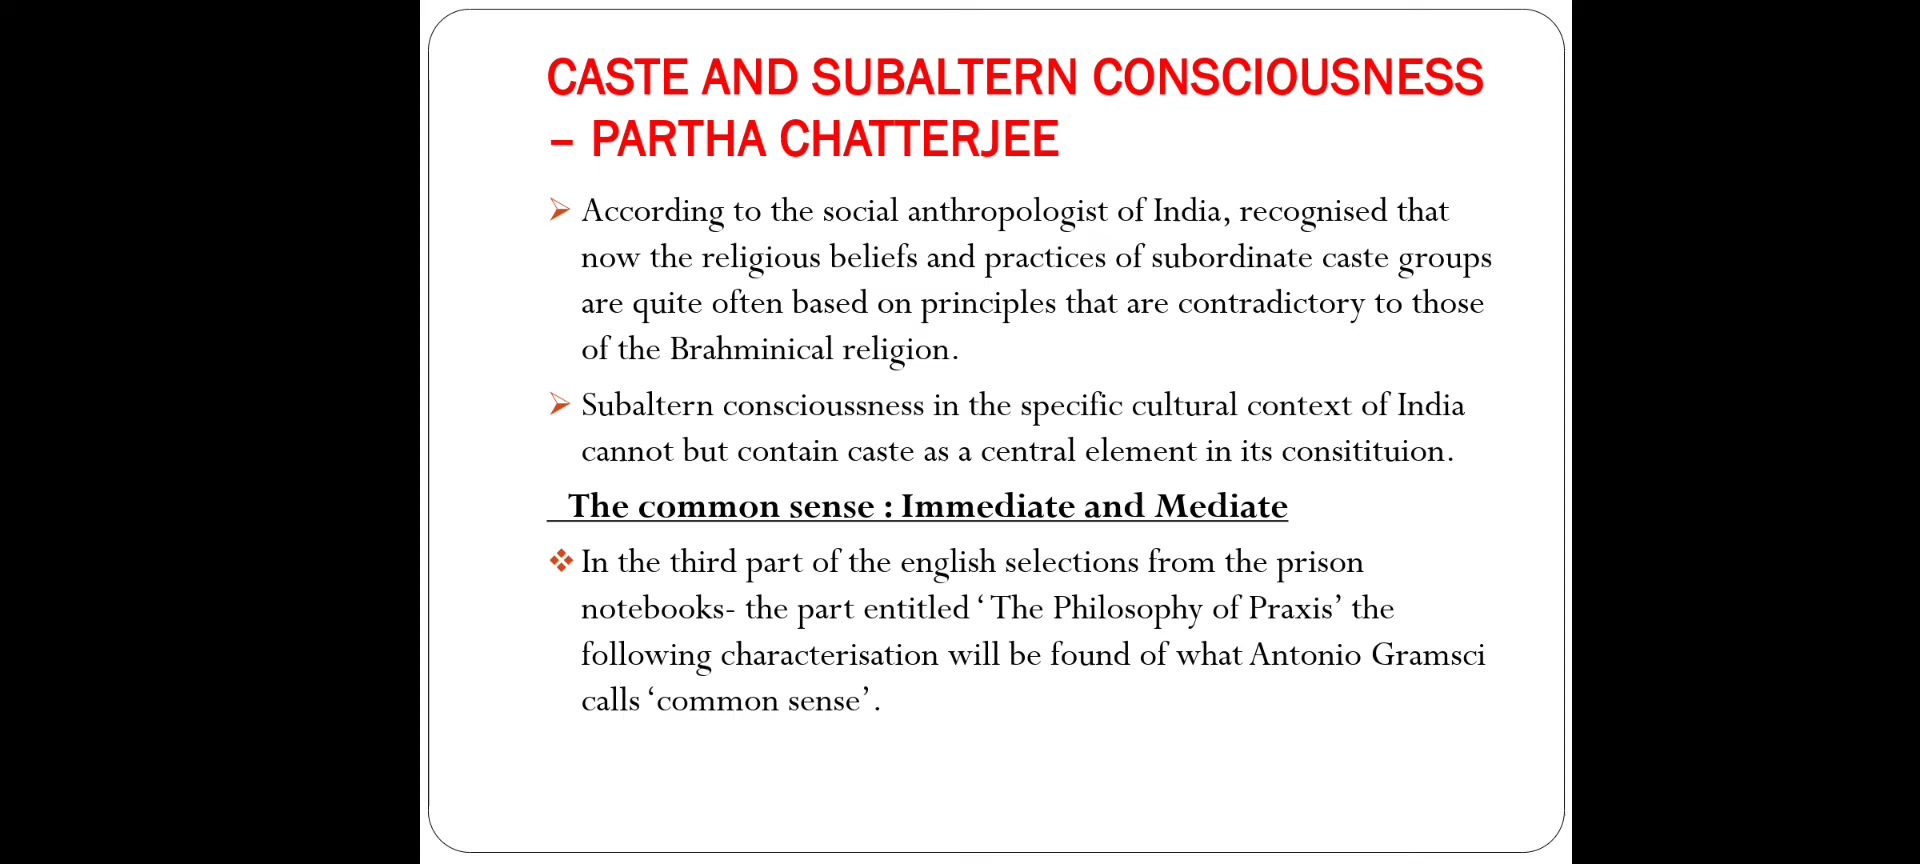 CASTE AND SUBALTERN CONSCIOUSNESS
– PARTHA CHATTERJEE
According to the social anthropologist of India, recognised that
now the religious beliefs and practices of subordinate caste groups
are quite often based on principles that are contradictory to those
of the Brahminical religion.
Subaltern conscioussness in the specific cultural context of India
cannot but contain caste as a central element in its consitituion.
The common sense : Immediate and Mediate
In the third part of the english selections from the prison
notebooks- the part entitled ‘ The Philosophy of Praxis’ the
following characterisation will be found of what Antonio Gramsci
calls ‘common sense’.